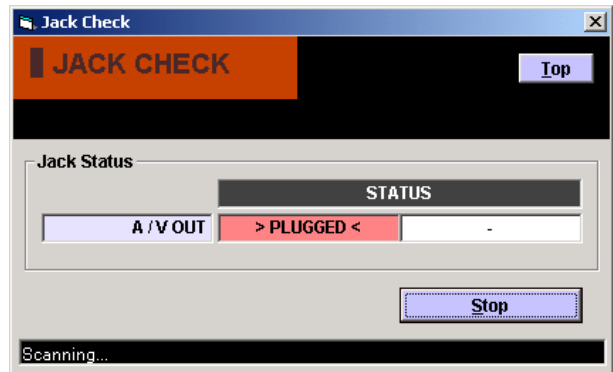 Jack Check
JACK CHECK
Top
Jack Status
STATUS
A / V OUT > PLUGGED < -
Stop
Scanning...